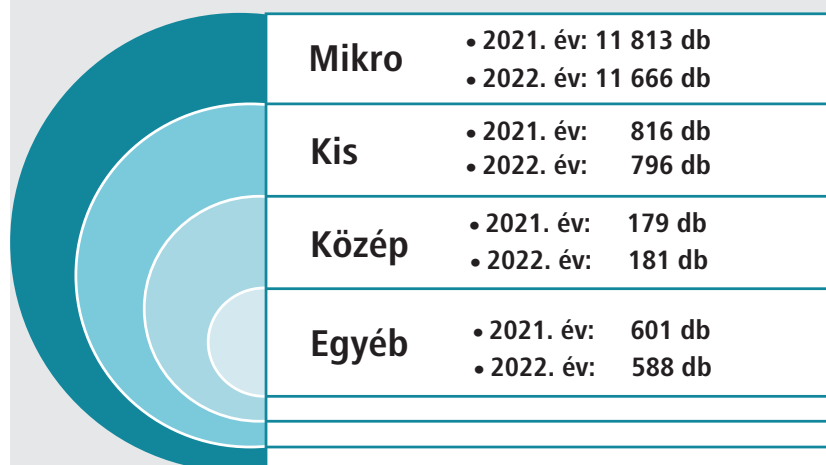 Mikro
• 2021. év: 11 813 db
• 2022. év: 11 666 db
Kis
• 2021. év: 816 db
• 2022. év: 796 db
Közép
• 2021. év: 179 db
• 2022. év: 181 db
Egyéb
• 2021. év: 601 db
• 2022. év: 588 db